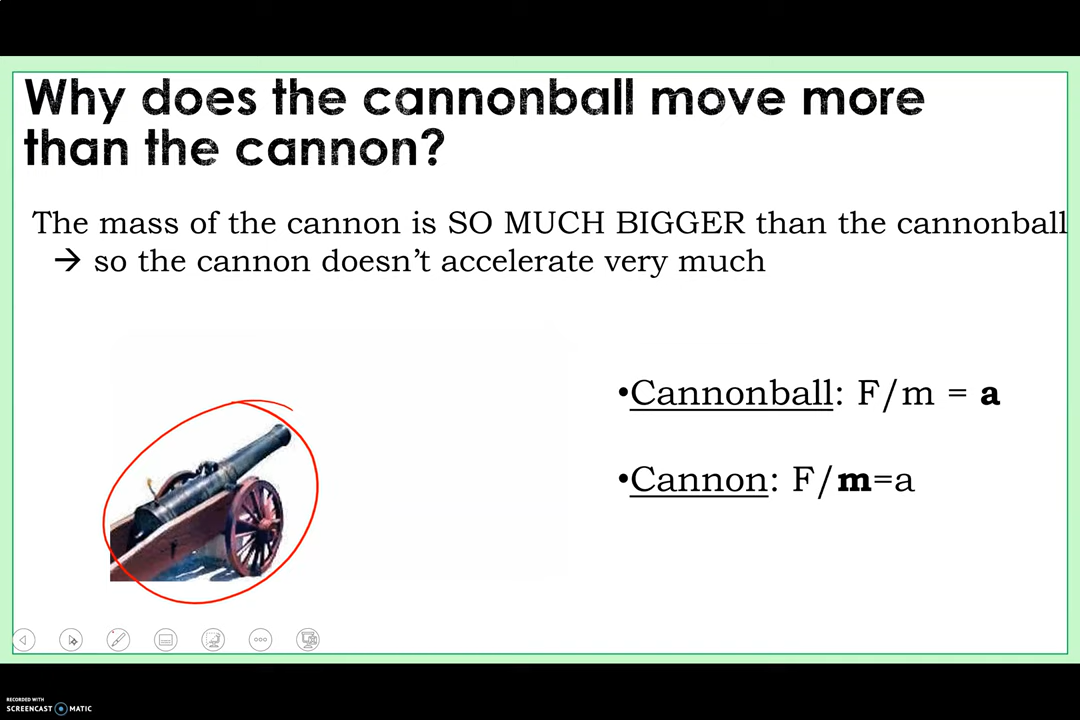 Why does the cannonball move more
than the cannon?
The mass of the cannon is SO MUCH BIGGER than the cannonball
→ so the cannon doesn’t accelerate very much
•Cannonball: F/m = a
•Cannon: F/m=a
RECORDED WITH
SCREENCAST MATIC